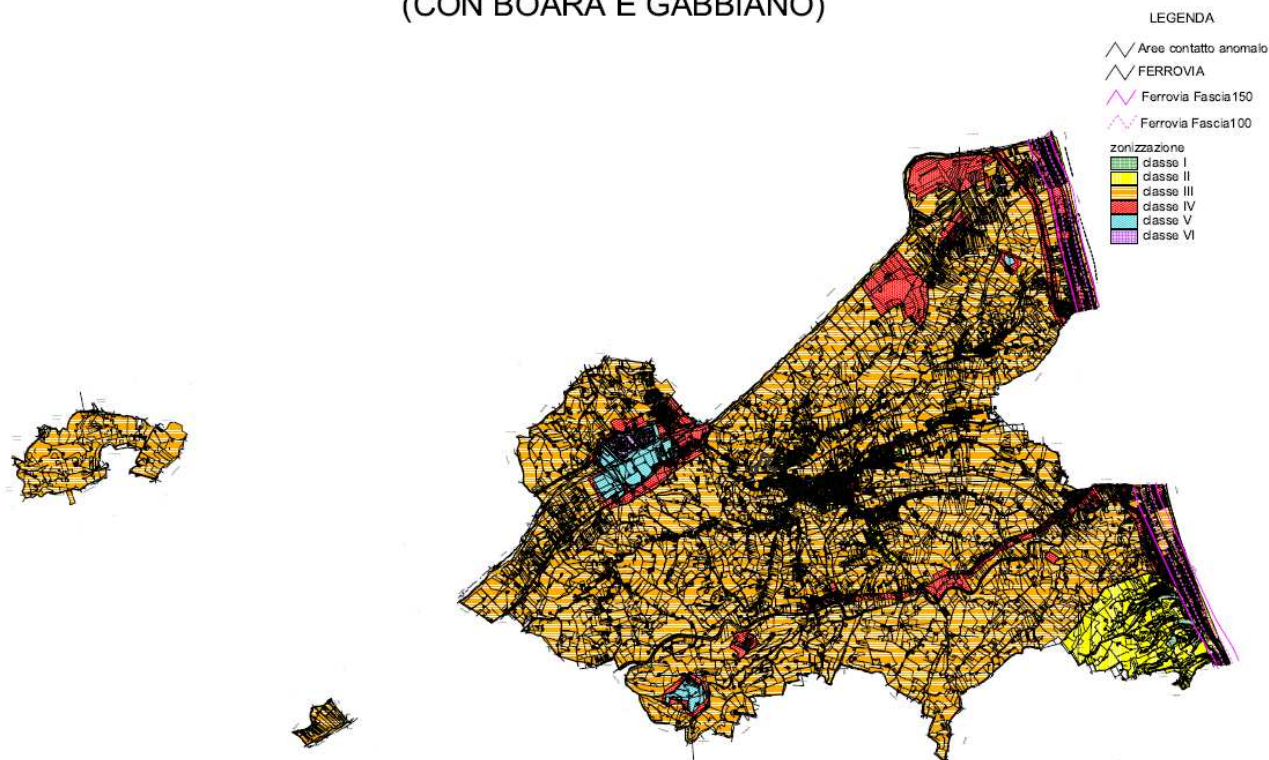 (CON BOARA E GABBIANO)
LEGENDA
Aree contatto anomalo
FERROVIA
Ferrovia Fascia150
Ferrovia Fascia100
zonizzazione
classe I
classe II
classe III
classe IV
classe V
classe VI